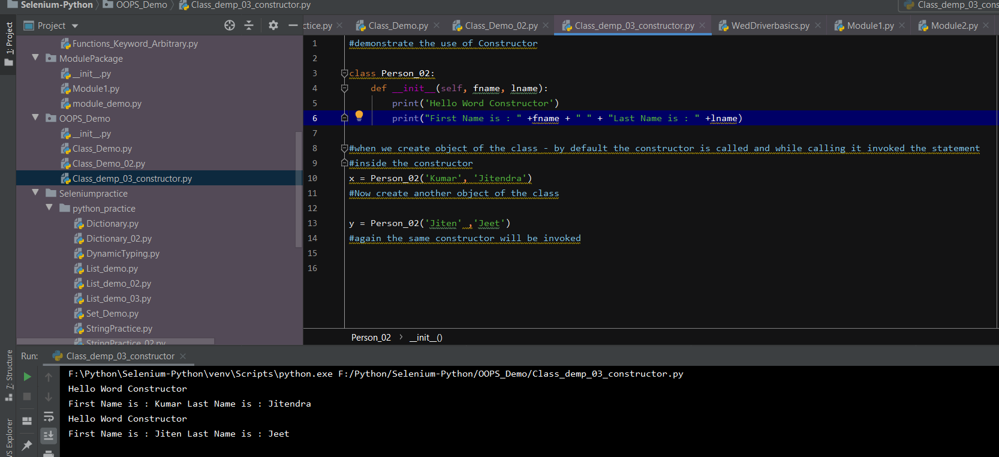 Selenium-Python OOPS_Demo Class_demp_03_constructor.py Class_demp_03_cons
1: Project
Project
ctice.py Class_Demo.py Class_Demo_02.py Class_demp_03_constructor.py WedDriverbasics.py Module1.py Module2.py
Functions_Keyword_Arbitrary.py
ModulePackage
__init__.py
Module1.py
module_demo.py
OOPS_Demo
__init__.py
Class_Demo.py
Class_Demo_02.py
Class_demp_03_constructor.py
Seleniumpractice
python_practice
Dictionary.py
Dictionary_02.py
DynamicTyping.py
List_demo.py
List_demo_02.py
List_demo_03.py
Set_Demo.py
StringPractice.py
StringPractice_02.py
1 #demonstrate the use of Constructor
2
3 class Person_02:
4 def __init__(self, fname, lname):
5 print('Hello Word Constructor')
6 print("First Name is : " +fname + " " + "Last Name is : " +lname)
7
8 #when we create object of the class - by default the constructor is called and while calling it invoked the statement
9 #inside the constructor
10 x = Person_02('Kumar', 'Jitendra')
11 #Now create another object of the class
12
13 y = Person_02('Jiten' ,'Jeet')
14 #again the same constructor will be invoked
15
16
Person_02 › __init__()
Run: Class_demp_03_constructor
7: Structure
VS Explorer
F:\Python\Selenium-Python\venv\Scripts\python.exe F:/Python/Selenium-Python/OOPS_Demo/Class_demp_03_constructor.py
Hello Word Constructor
First Name is : Kumar Last Name is : Jitendra
Hello Word Constructor
First Name is : Jiten Last Name is : Jeet